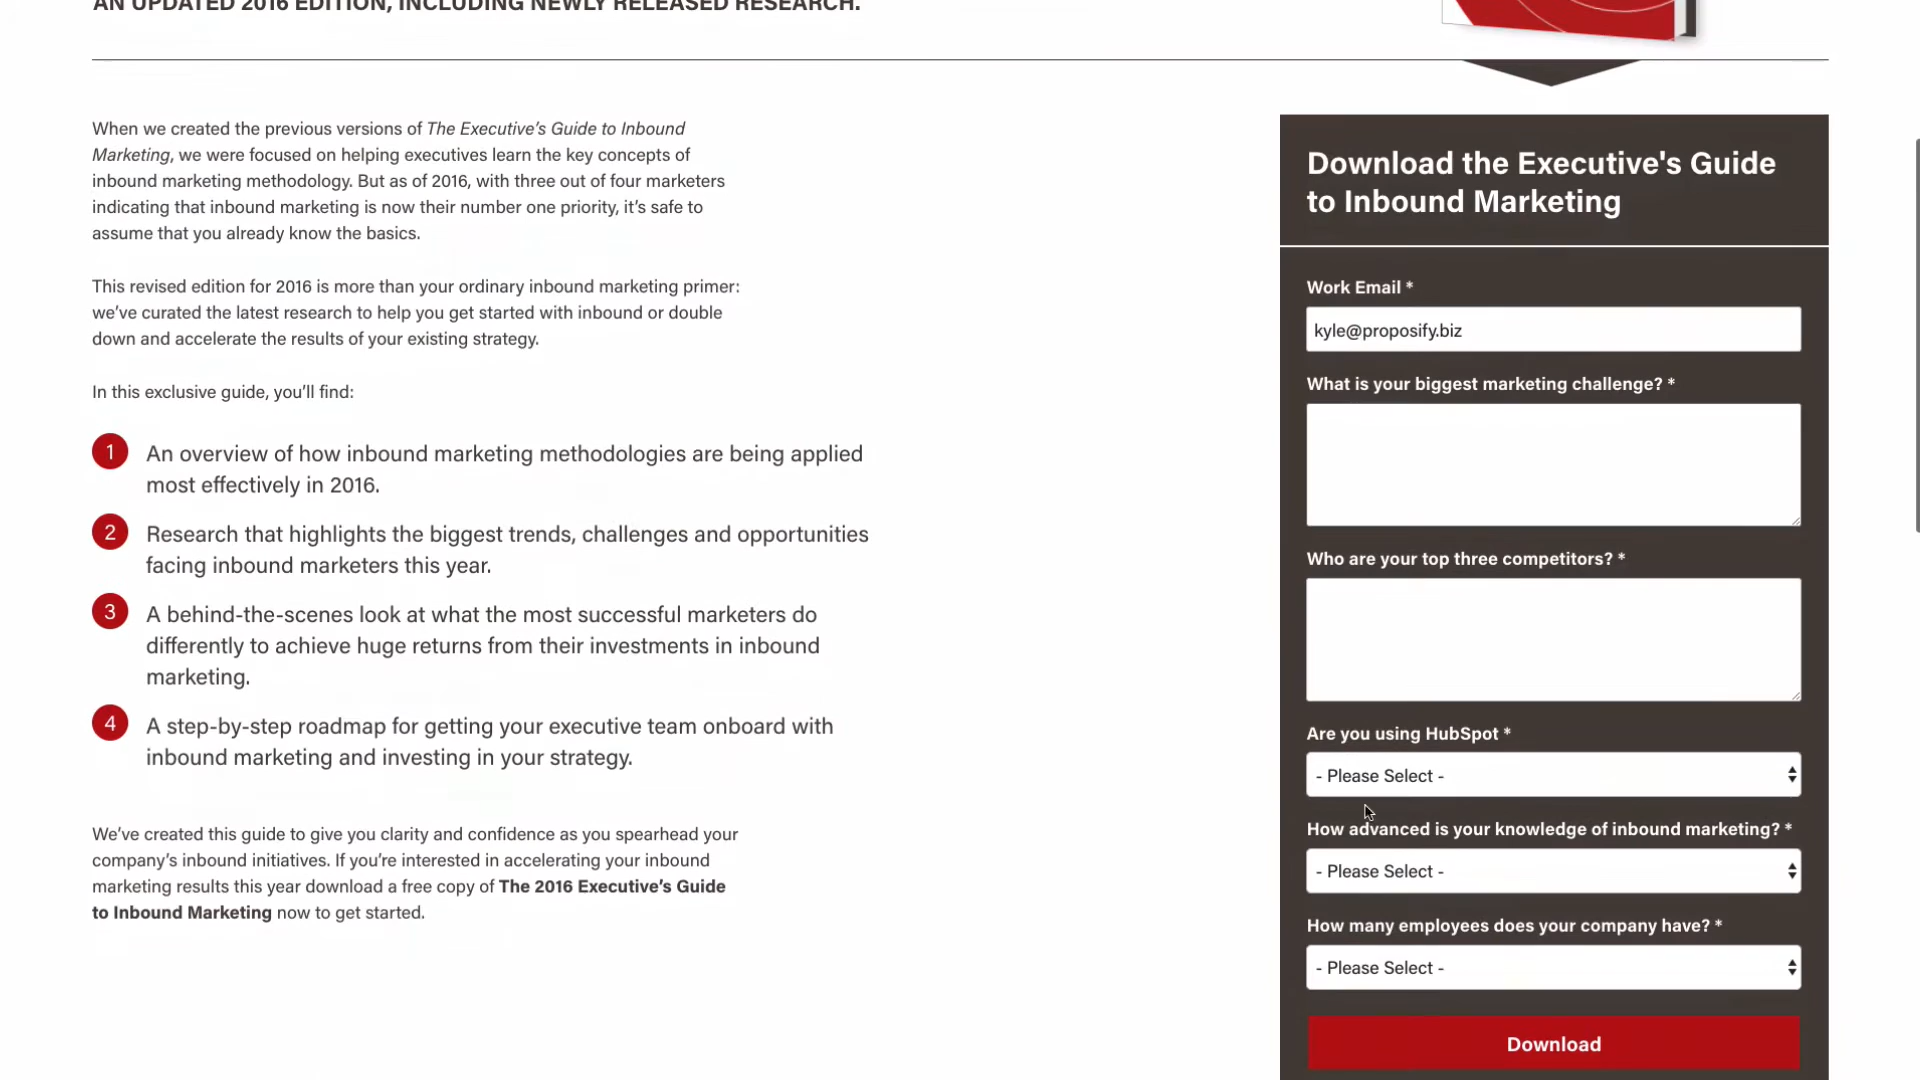 AN UPDATED 2016 EDITION, INCLUDING NEWLY RELEASED RESEARCH.
When we created the previous versions of The Executive's Guide to Inbound
Marketing, we were focused on helping executives learn the key concepts of
inbound marketing methodology. But as of 2016, with three out of four marketers
indicating that inbound marketing is now their number one priority, it’s safe to
assume that you already know the basics.
This revised edition for 2016 is more than your ordinary inbound marketing primer:
we’ve curated the latest research to help you get started with inbound or double
down and accelerate the results of your existing strategy.
In this exclusive guide, you’ll find:
1 An overview of how inbound marketing methodologies are being applied
most effectively in 2016.
2 Research that highlights the biggest trends, challenges and opportunities
facing inbound marketers this year.
3 A behind-the-scenes look at what the most successful marketers do
differently to achieve huge returns from their investments in inbound
marketing.
4 A step-by-step roadmap for getting your executive team onboard with
inbound marketing and investing in your strategy.
We’ve created this guide to give you clarity and confidence as you spearhead your
company’s inbound initiatives. If you’re interested in accelerating your inbound
marketing results this year download a free copy of The 2016 Executive’s Guide
to Inbound Marketing now to get started.
Download the Executive's Guide
to Inbound Marketing
Work Email *
kyle@proposify.biz
What is your biggest marketing challenge? *
Who are your top three competitors? *
Are you using HubSpot *
- Please Select -
How advanced is your knowledge of inbound marketing? *
- Please Select -
How many employees does your company have? *
- Please Select -
Download